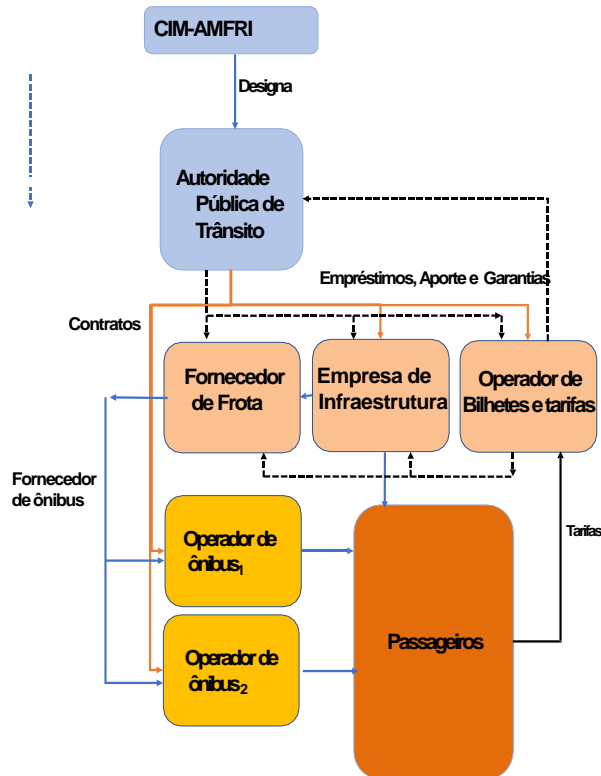 CIM-AMFRI
Designa
Autoridade
Pública de
Trânsito
Empréstimos, Aporte e Garantias
Contratos
Fornecedor
de Frota
Empresa de
Infraestrutura
Operador de
Bilhetes e tarifas
Fornecedor
de ônibus
Operador de
ônibus1
Tarifas
Passageiros
Operador de
ônibus2